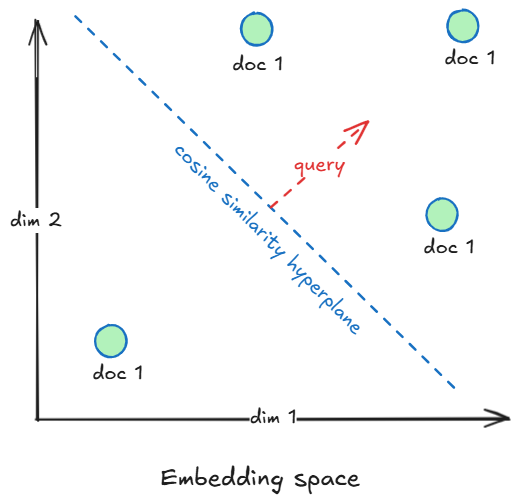 doc 1
doc 1
query
cosine similarity hyperplane
dim 2
doc 1
doc 1
dim 1
Embedding space